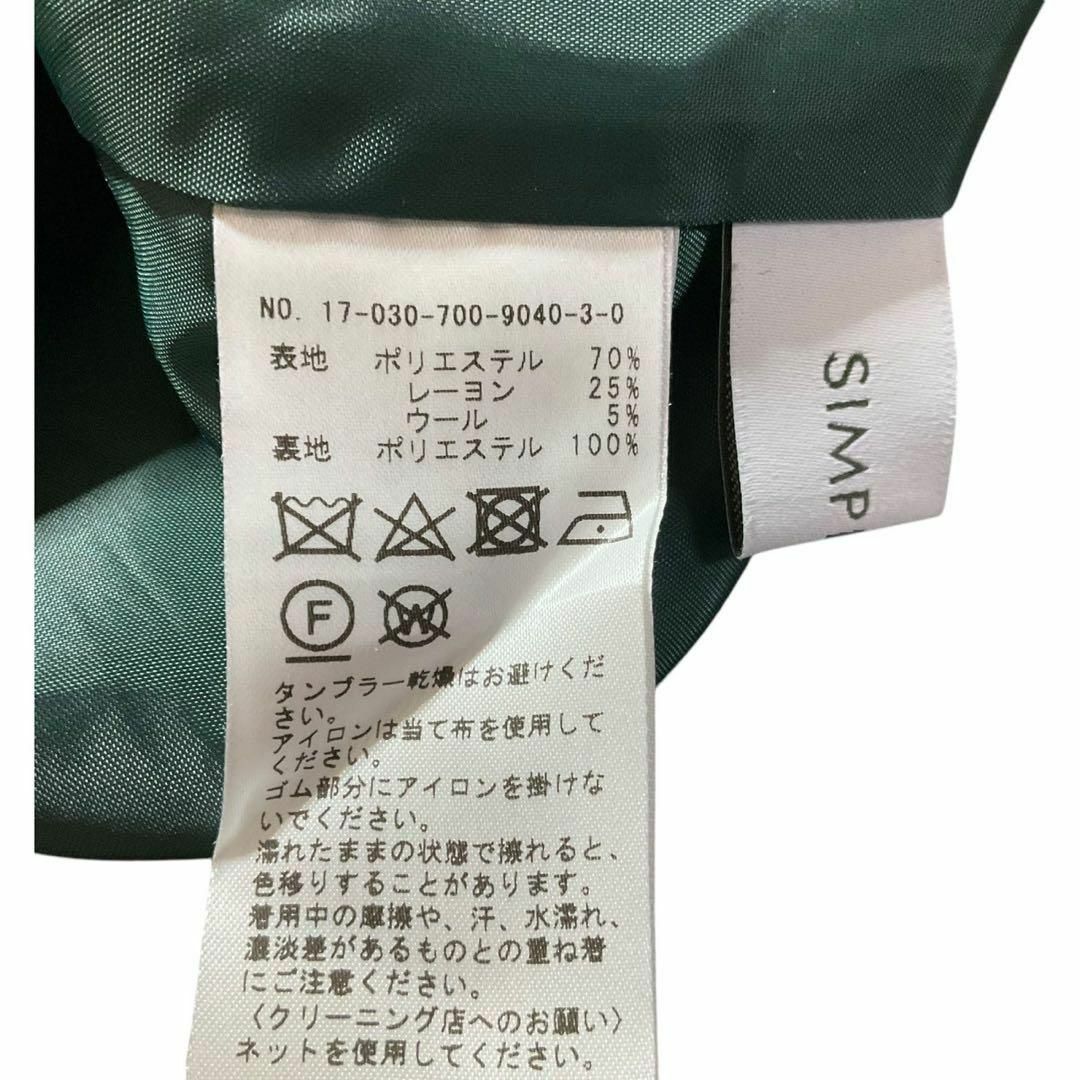 NO. 17-030-700-9040-3-0
表地 ポリエステル 70%
レーヨン 25%
ウール 5%
裏地 ポリエステル 100%
F
W
タンブラー乾燥はお避けくだ
さい。
アイロンは当て布を使用して
ください。
ゴム部分にアイロンを掛けな
いでください。
濡れたままの状態で擦れると、
色移りすることがあります。
着用中の摩擦や、汗、水濡れ、
濃淡差があるものとの重ね着
にご注意ください。
〈クリーニング店へのお願い〉
ネットを使用してください。
SIMP